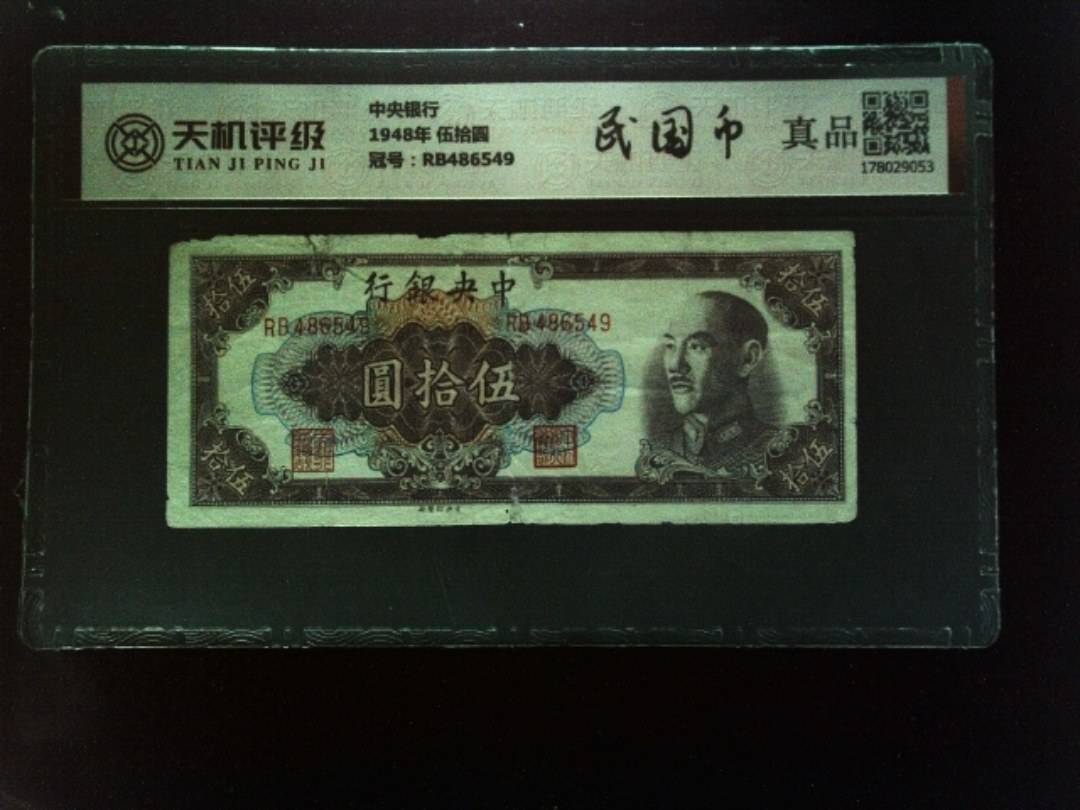 天机评级
TIAN JI PING JI
中央银行
1948年 伍拾圆
冠号：RB486549
民国币
真品
178029053
拾伍
行銀央中
拾伍
RB486549
RB486549
圓拾伍
拾伍
拾伍